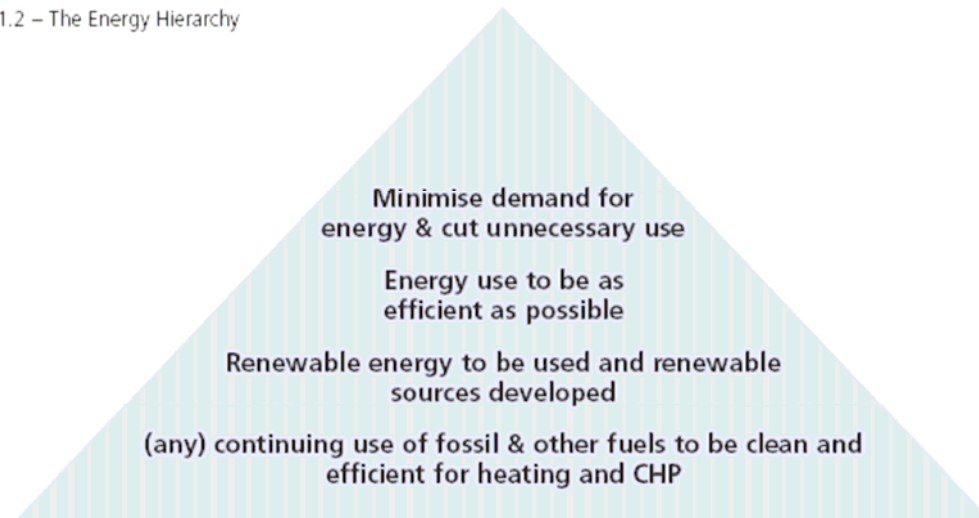 1.2 – The Energy Hierarchy
Minimise demand for
energy & cut unnecessary use
Energy use to be as
efficient as possible
Renewable energy to be used and renewable
sources developed
(any) continuing use of fossil & other fuels to be clean and
efficient for heating and CHP